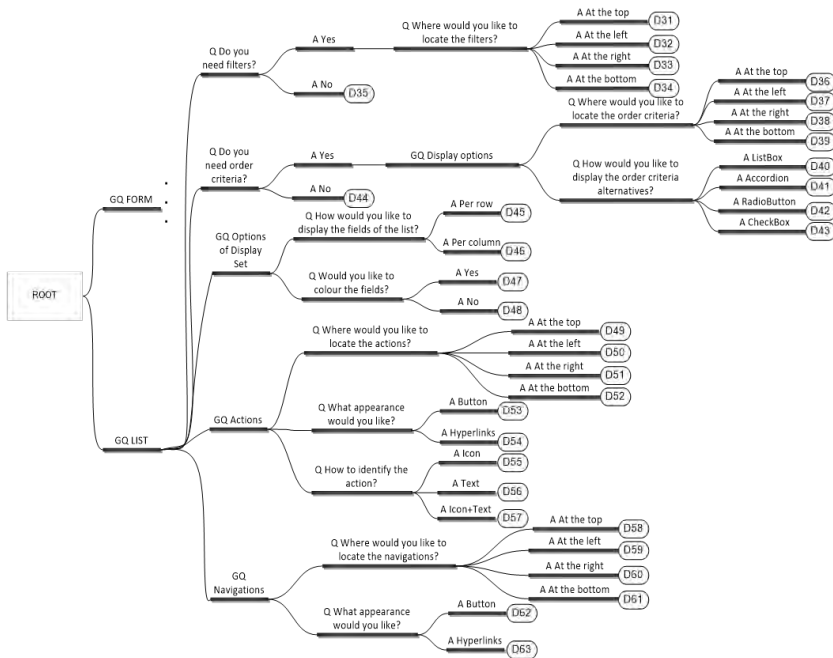 ROOT
GQ FORM
GQ LIST
Q Do you
need filters?
A Yes
Q Where would you like to
locate the filters?
A At the top
D31
A At the left
D32
A At the right
D33
A At the bottom
D34
A No
D35
Q Do you
need order
criteria?
A Yes
GQ Display options
Q Where would you like to
locate the order criteria?
A At the top
D36
A At the left
D37
A At the right
D38
A At the bottom
D39
Q How would you like to
display the order criteria
alternatives?
A ListBox
D40
A Accordion
D41
A RadioButton
D42
A CheckBox
D43
A No
D44
GQ Options
of Display
Set
Q How would you like to
display the fields of the list?
A Per row
D45
A Per column
D46
Q Would you like to
colour the fields?
A Yes
D47
A No
D48
GQ Actions
Q Where would you like to
locate the actions?
A At the top
D49
A At the left
D50
A At the right
D51
A At the bottom
D52
Q What appearance
would you like?
A Button
D53
A Hyperlinks
D54
Q How to identify the
action?
A Icon
D55
A Text
D56
A Icon+Text
D57
GQ
Navigations
Q Where would you like to
locate the navigations?
A At the top
D58
A At the left
D59
A At the right
D60
A At the bottom
D61
Q What appearance
would you like?
A Button
D62
A Hyperlinks
D63